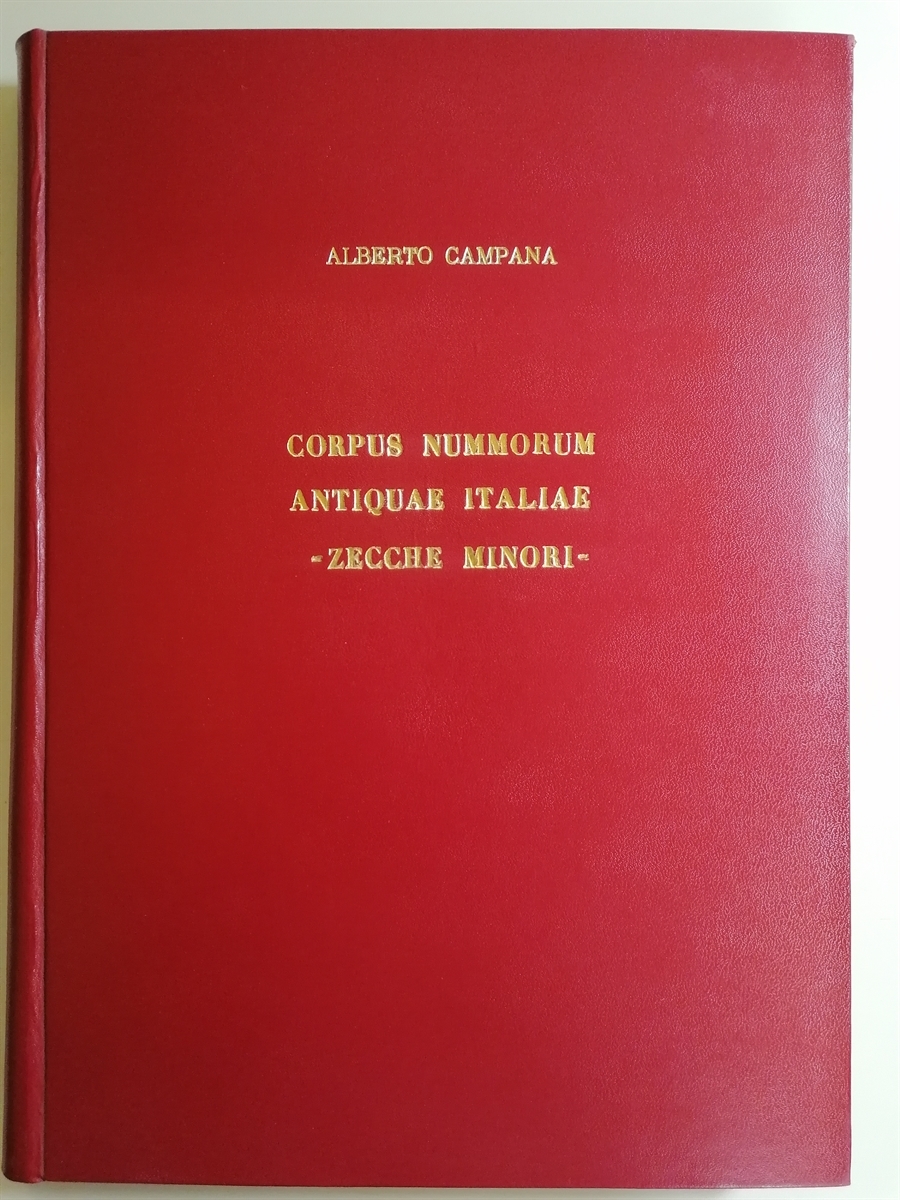 ALBERTO CAMPANA
CORPUS NUMMORUM
ANTIQUAE ITALIAE
-ZECCHE MINORI-